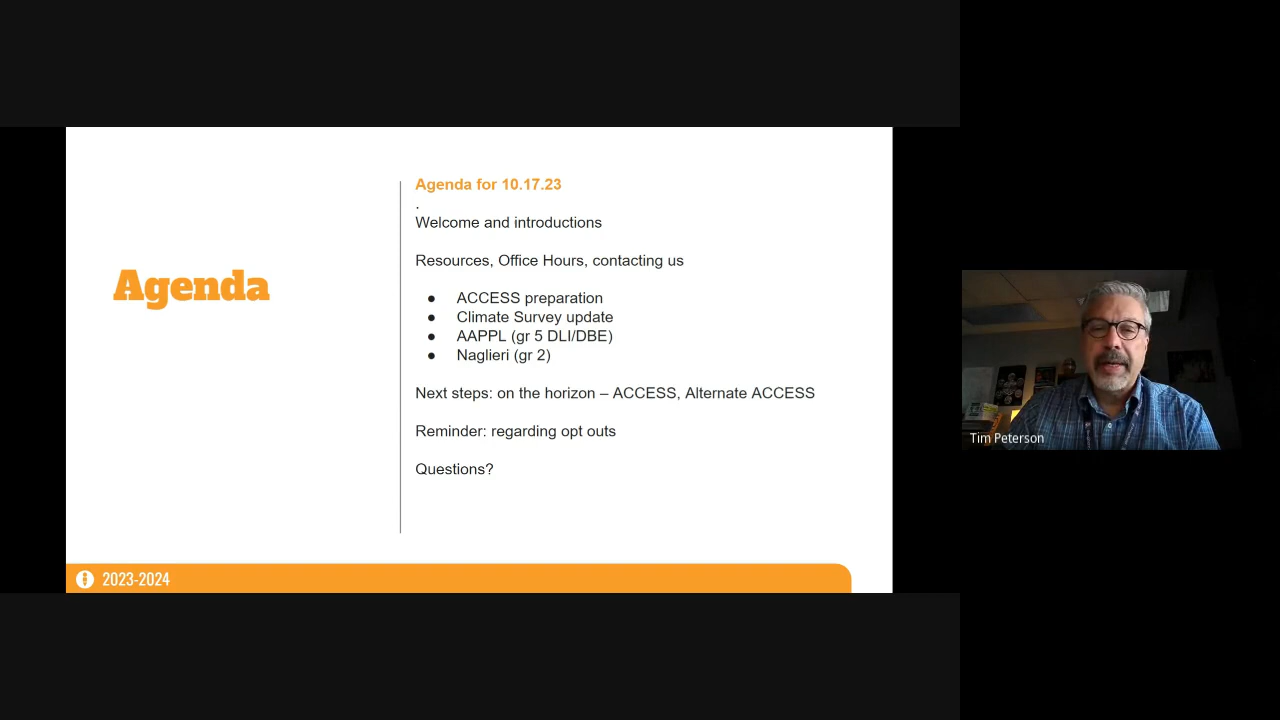 Agenda
Agenda for 10.17.23
.
Welcome and introductions
Resources, Office Hours, contacting us
● ACCESS preparation
● Climate Survey update
● AAPPL (gr 5 DLI/DBE)
● Naglieri (gr 2)
Next steps: on the horizon – ACCESS, Alternate ACCESS
Reminder: regarding opt outs
Questions?
2023-2024
Tim Peterson